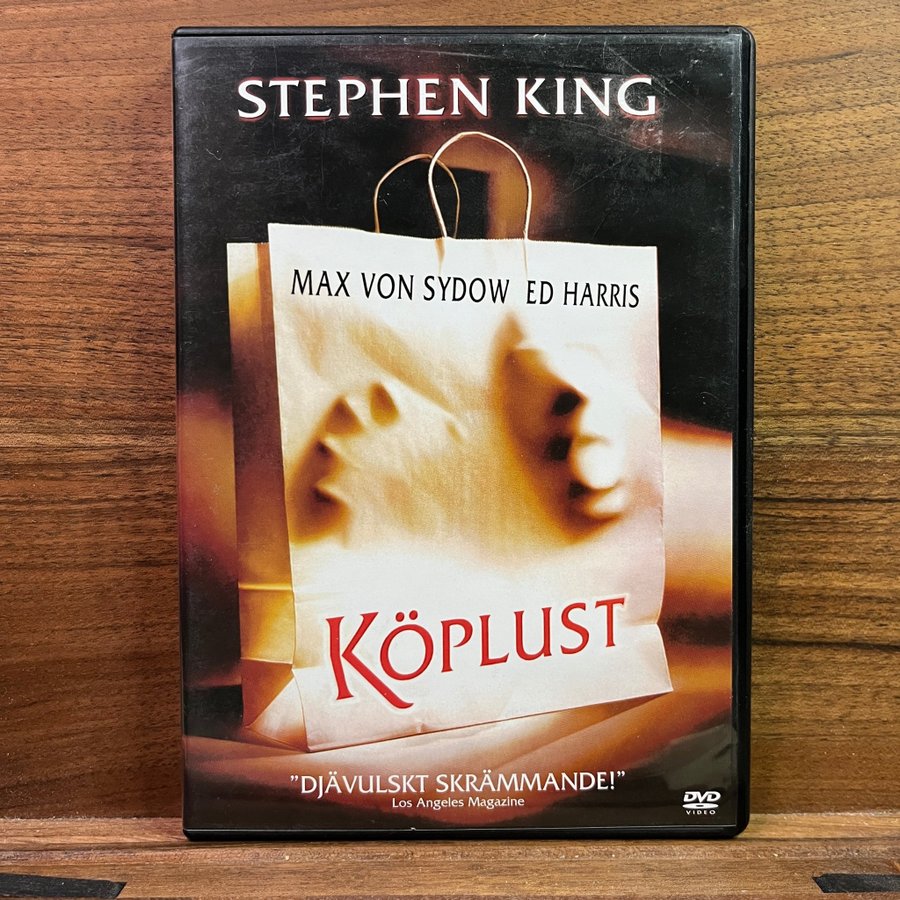 STEPHEN KING
MAX VON SYDOW ED HARRIS
KÖPLUST
"DJÄVULSKT SKRÄMMANDE!"
Los Angeles Magazine
DVD
VIDEO